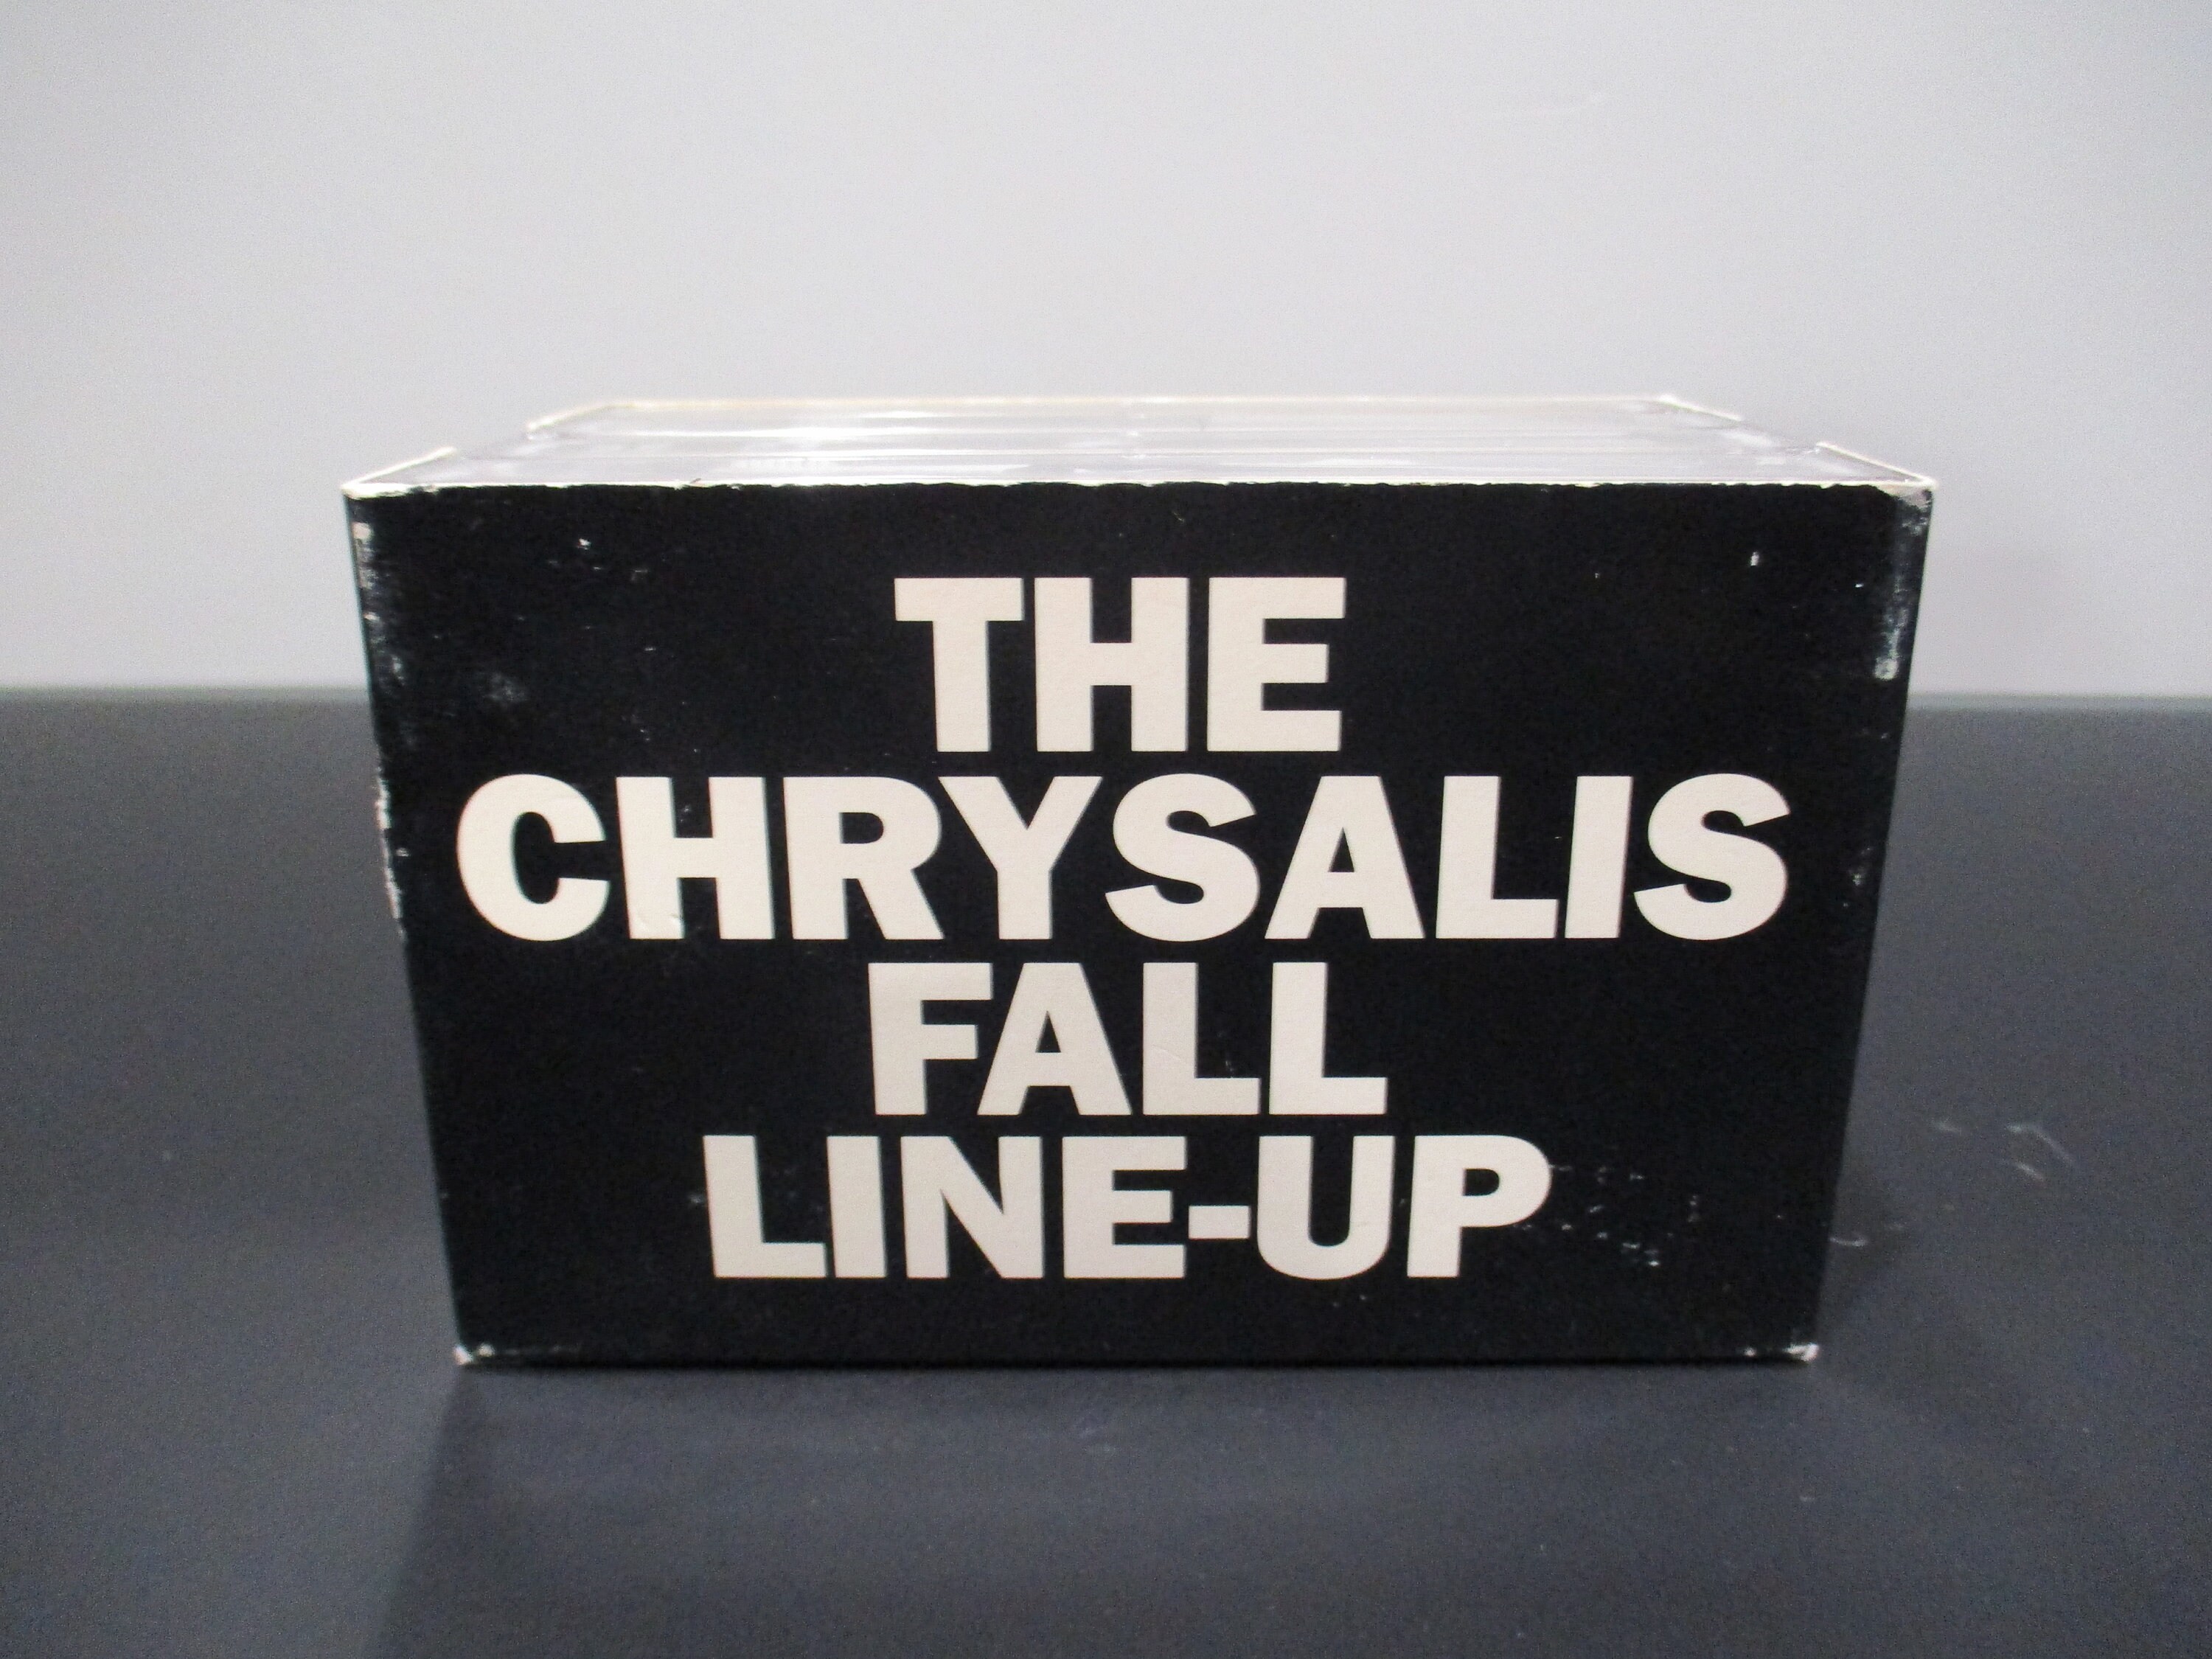 THE
CHRYSALIS
FALL
LINE-UP